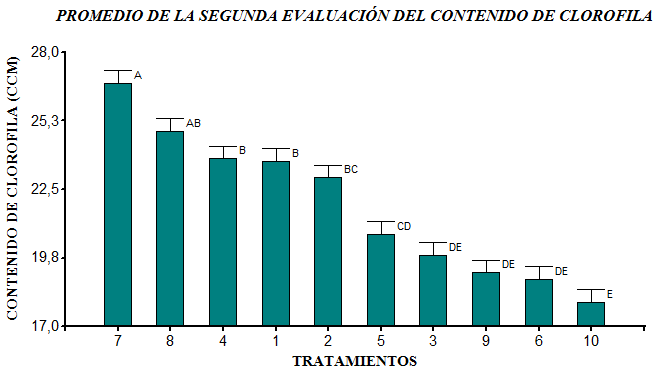 PROMEDIO DE LA SEGUNDA EVALUACIÓN DEL CONTENIDO DE CLOROFILA
CONTENIDO DE CLOROFILA (CCM)
28,0
25,3
22,5
19,8
17,0
A
AB
B
B
BC
CD
DE
DE
DE
E
7 8 4 1 2 5 3 9 6 10
TRATAMIENTOS